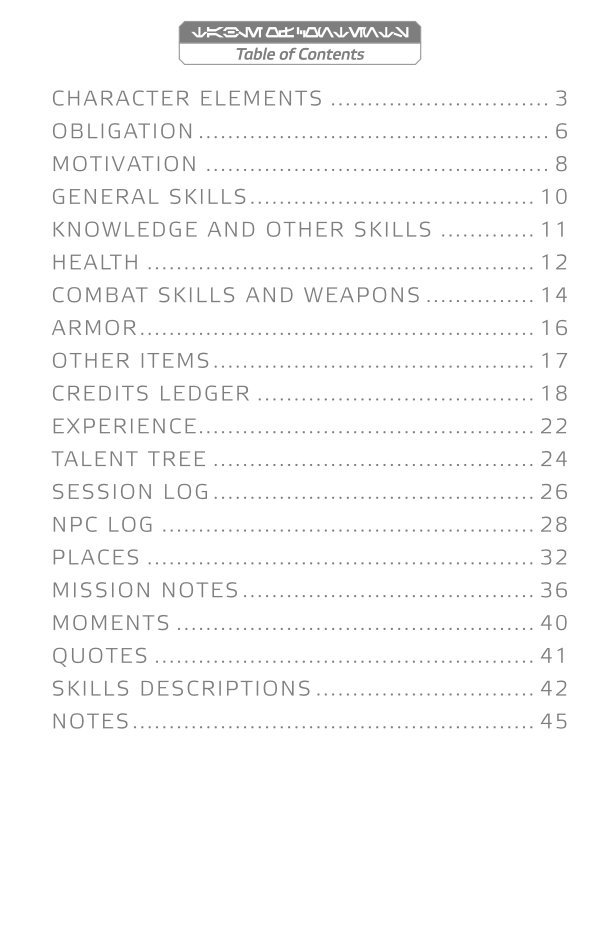 Table of Contents
CHARACTER ELEMENTS .............................. 3
OBLIGATION ................................................ 6
MOTIVATION ............................................... 8
GENERAL SKILLS ....................................... 10
KNOWLEDGE AND OTHER SKILLS ............. 11
HEALTH ..................................................... 12
COMBAT SKILLS AND WEAPONS ............... 14
ARMOR ...................................................... 16
OTHER ITEMS ............................................ 17
CREDITS LEDGER ...................................... 18
EXPERIENCE .............................................. 22
TALENT TREE ............................................ 24
SESSION LOG ............................................ 26
NPC LOG ................................................... 28
PLACES ..................................................... 32
MISSION NOTES ........................................ 36
MOMENTS ................................................. 40
QUOTES .................................................... 41
SKILLS DESCRIPTIONS .............................. 42
NOTES ....................................................... 45